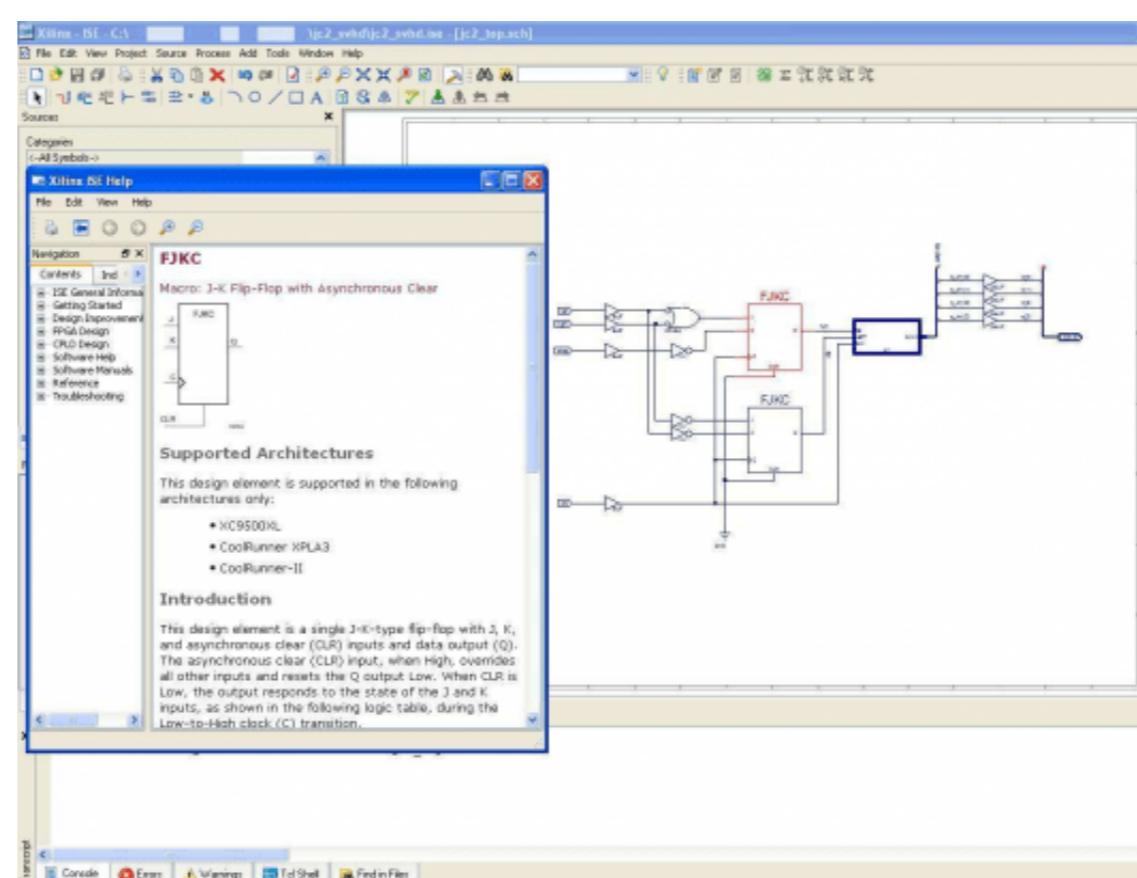 Xilinx - ISE - C:\ \jc2_svhd\jc2_svhd.ise - [jc2_top.sch]
File Edit View Project Source Process Add Tools Window Help
Sources
Categories
<-All Symbols->
Xilinx ISE Help
File Edit View Help
Navigation
Contents Ind
ISE General Informa
Getting Started
Design Improvement
FPGA Design
CPLD Design
Software Help
Software Manuals
Reference
Troubleshooting
FJKC
Macro: J-K Flip-Flop with Asynchronous Clear
J
FJKC
K
Q
C
CLR
Supported Architectures
This design element is supported in the following
architectures only:
• XC9500XL
• CoolRunner XPLA3
• CoolRunner-II
Introduction
This design element is a single J-K-type flip-flop with J, K,
and asynchronous clear (CLR) inputs and data output (Q).
The asynchronous clear (CLR) input, when High, overrides
all other inputs and resets the Q output Low. When CLR is
Low, the output responds to the state of the J and K
inputs, as shown in the following logic table, during the
Low-to-High clock (C) transition.
FJKC
FJKC
Console Errors Warnings Tcl Shell Find in Files